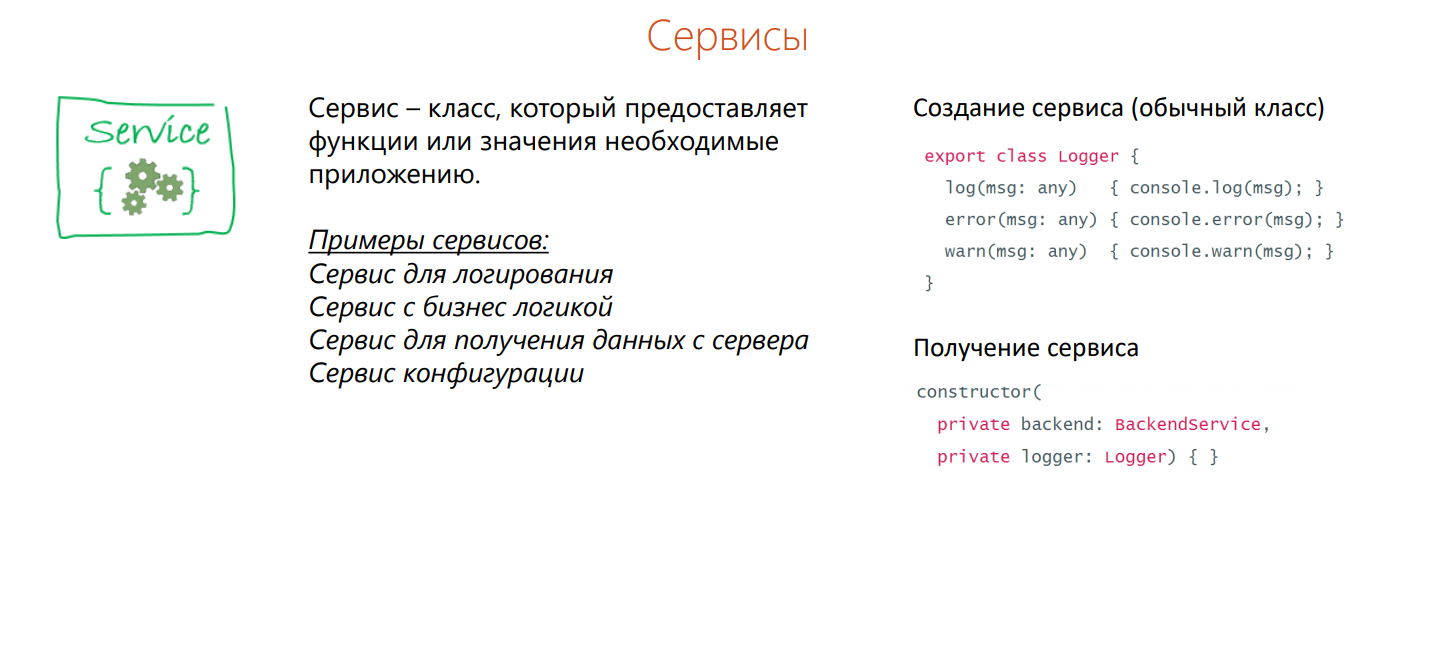 Сервисы
Service
{ }
Сервис – класс, который предоставляет
функции или значения необходимые
приложению.
Примеры сервисов:
Сервис для логирования
Сервис с бизнес логикой
Сервис для получения данных с сервера
Сервис конфигурации
Создание сервиса (обычный класс)
export class Logger {
  log(msg: any)   { console.log(msg); }
  error(msg: any) { console.error(msg); }
  warn(msg: any)  { console.warn(msg); }
}
Получение сервиса
constructor(
  private backend: BackendService,
  private logger: Logger) { }